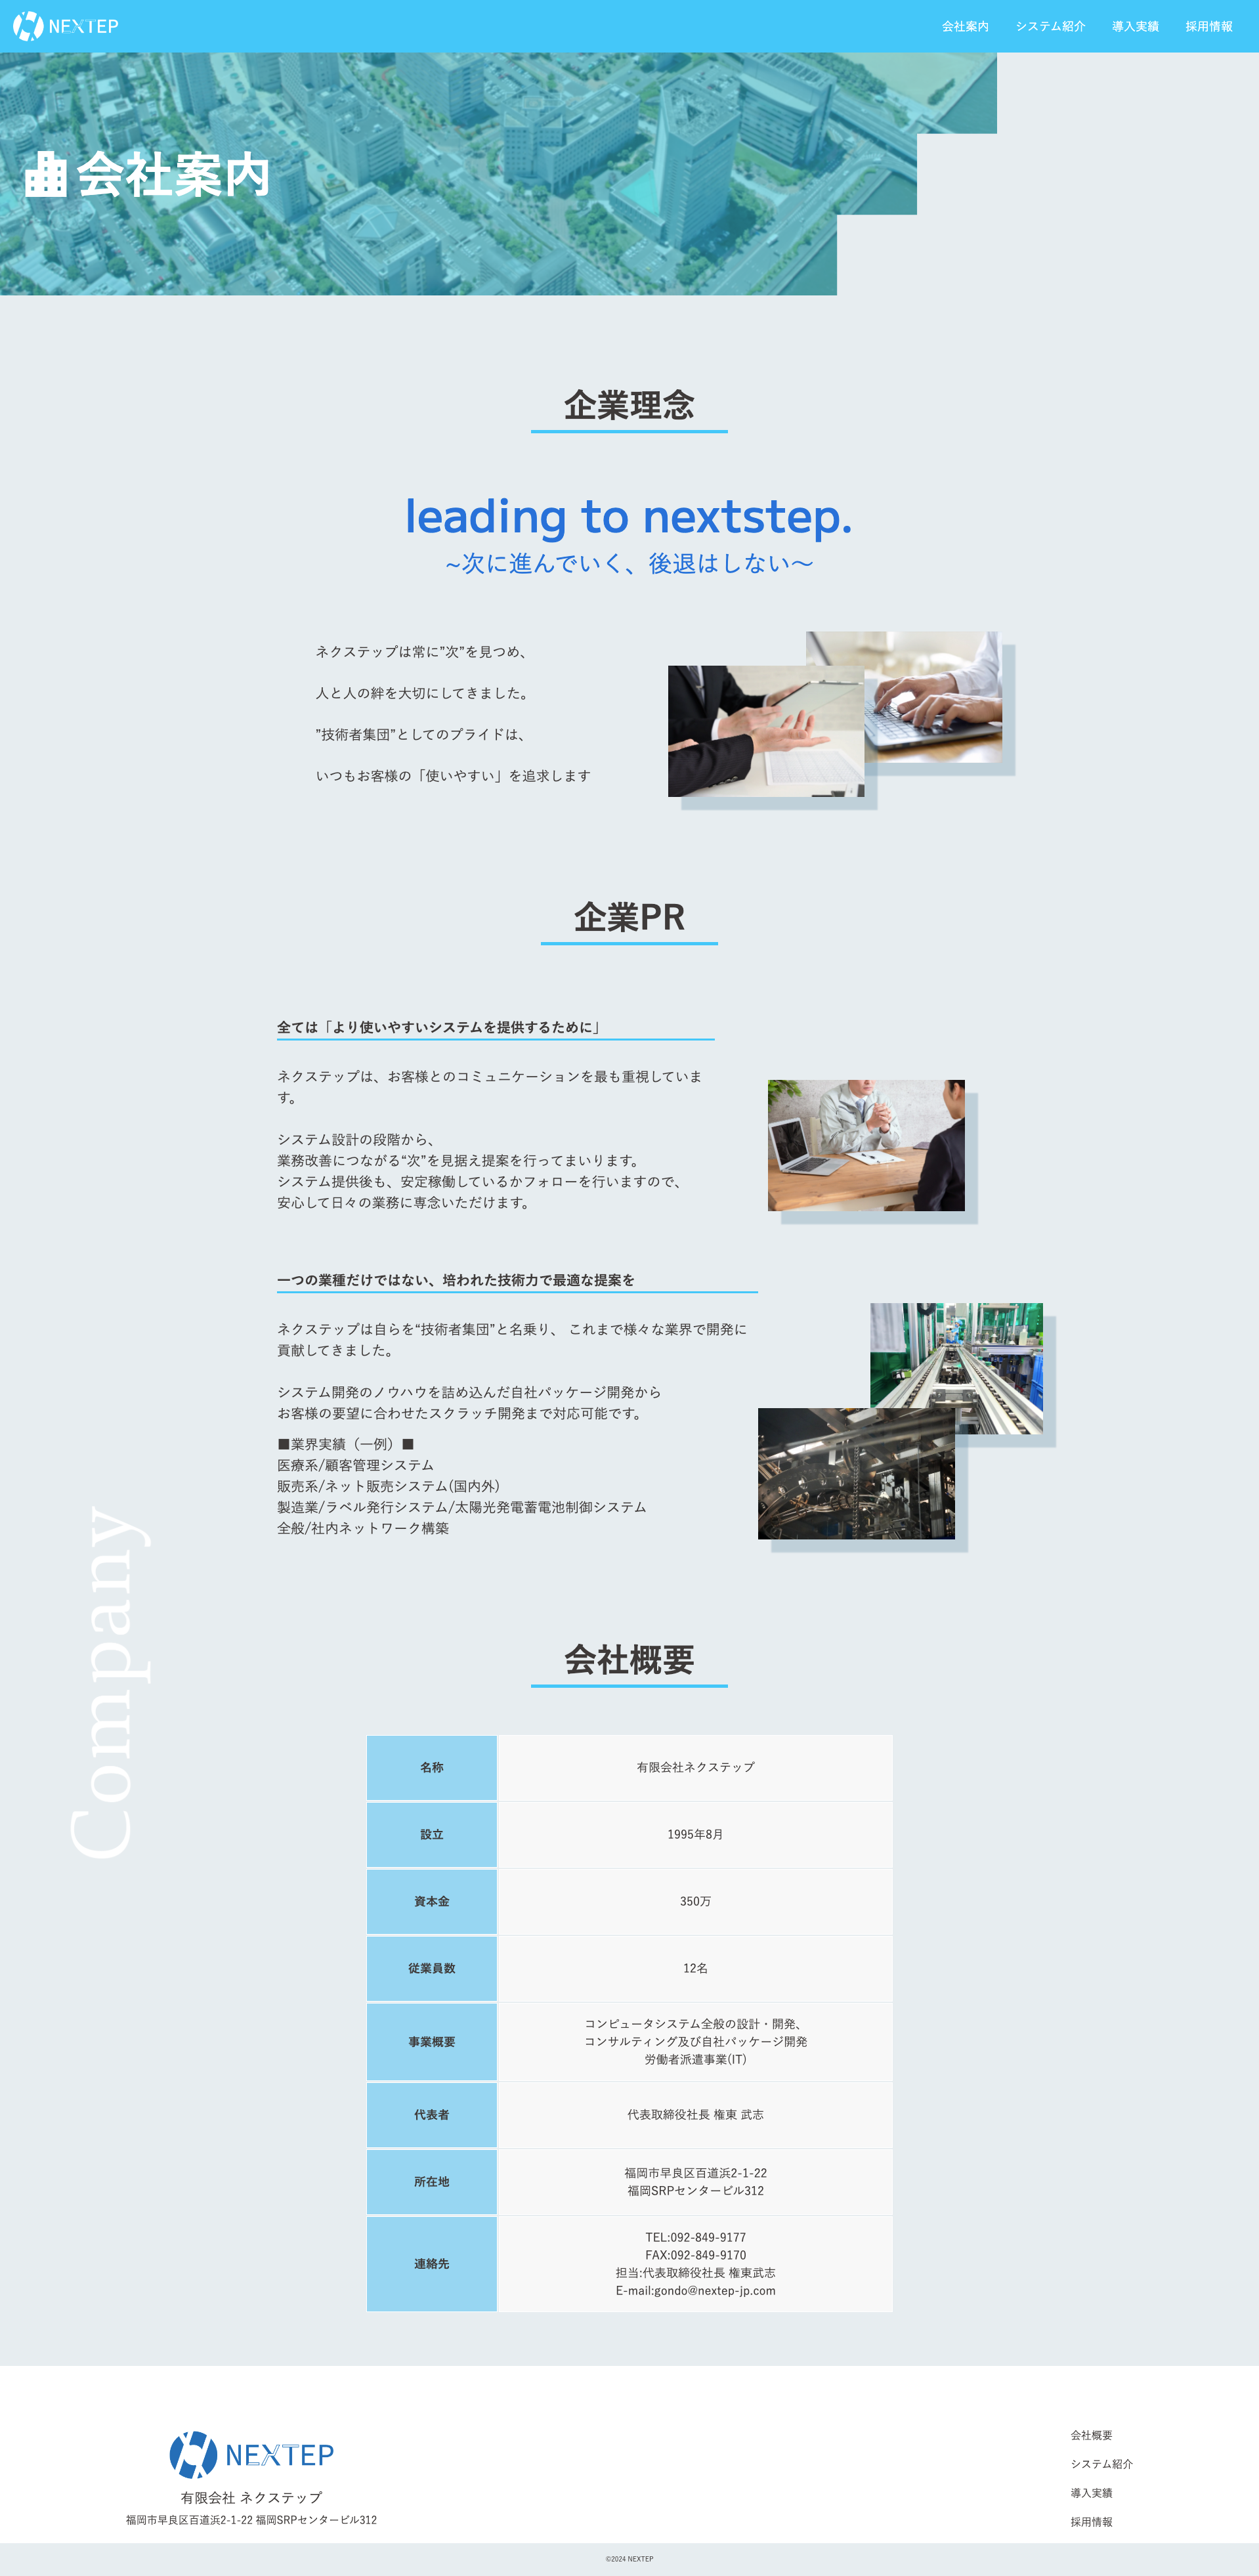 NEXTEP
会社案内
システム紹介
導入実績
採用情報
会社案内
企業理念
leading to nextstep.
~次に進んでいく、後退はしない〜
ネクステップは常に”次”を見つめ、
人と人の絆を大切にしてきました。
”技術者集団”としてのプライドは、
いつもお客様の「使いやすい」を追求します
企業PR
全ては「より使いやすいシステムを提供するために」
ネクステップは、お客様とのコミュニケーションを最も重視していま
す。
システム設計の段階から、
業務改善につながる“次”を見据え提案を行ってまいります。
システム提供後も、安定稼働しているかフォローを行いますので、
安心して日々の業務に専念いただけます。
一つの業種だけではない、培われた技術力で最適な提案を
ネクステップは自らを“技術者集団”と名乗り、 これまで様々な業界で開発に
貢献してきました。
システム開発のノウハウを詰め込んだ自社パッケージ開発から
お客様の要望に合わせたスクラッチ開発まで対応可能です。
■業界実績（一例）■
医療系/顧客管理システム
販売系/ネット販売システム(国内外)
製造業/ラベル発行システム/太陽光発電蓄電池制御システム
全般/社内ネットワーク構築
Company
会社概要
名称
有限会社ネクステップ
設立
1995年8月
資本金
350万
従業員数
12名
事業概要
コンピュータシステム全般の設計・開発、
コンサルティング及び自社パッケージ開発
労働者派遣事業(IT)
代表者
代表取締役社長 権東 武志
所在地
福岡市早良区百道浜2-1-22
福岡SRPセンタービル312
連絡先
TEL:092-849-9177
FAX:092-849-9170
担当:代表取締役社長 権東武志
E-mail:gondo@nextep-jp.com
NEXTEP
有限会社 ネクステップ
福岡市早良区百道浜2-1-22 福岡SRPセンタービル312
会社概要
システム紹介
導入実績
採用情報
©2024 NEXTEP